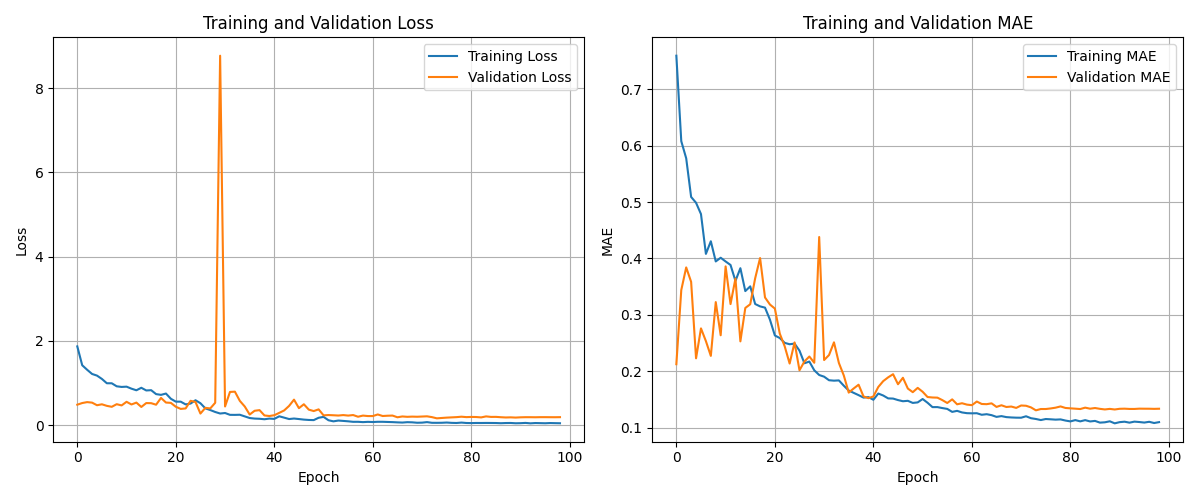 Training and Validation Loss
Training Loss
Validation Loss
8
6
4
2
0
Loss
0 20 40 60 80 100
Epoch
Training and Validation MAE
Training MAE
Validation MAE
0.7
0.6
0.5
0.4
0.3
0.2
0.1
MAE
0 20 40 60 80 100
Epoch